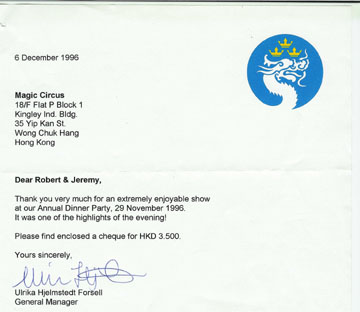 6 December 1996
Magic Circus
18/F Flat P Block 1
Kingley Ind. Bldg.
35 Yip Kan St.
Wong Chuk Hang
Hong Kong
Dear Robert & Jeremy,
Thank you very much for an extremely enjoyable show
at our Annual Dinner Party, 29 November 1996.
It was one of the highlights of the evening!
Please find enclosed a cheque for HKD 3.500.
Yours sincerely,
Ulrika Hjelmstedt Forsell
General Manager